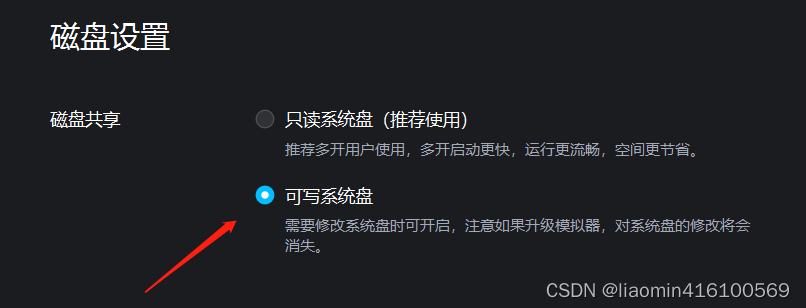 磁盘设置
磁盘共享
只读系统盘（推荐使用）
推荐多开用户使用，多开启动更快，运行更流畅，空间更节省。
可写系统盘
需要修改系统盘时可开启，注意如果升级模拟器，对系统盘的修改将会
消失。
CSDN @liaomin416100569